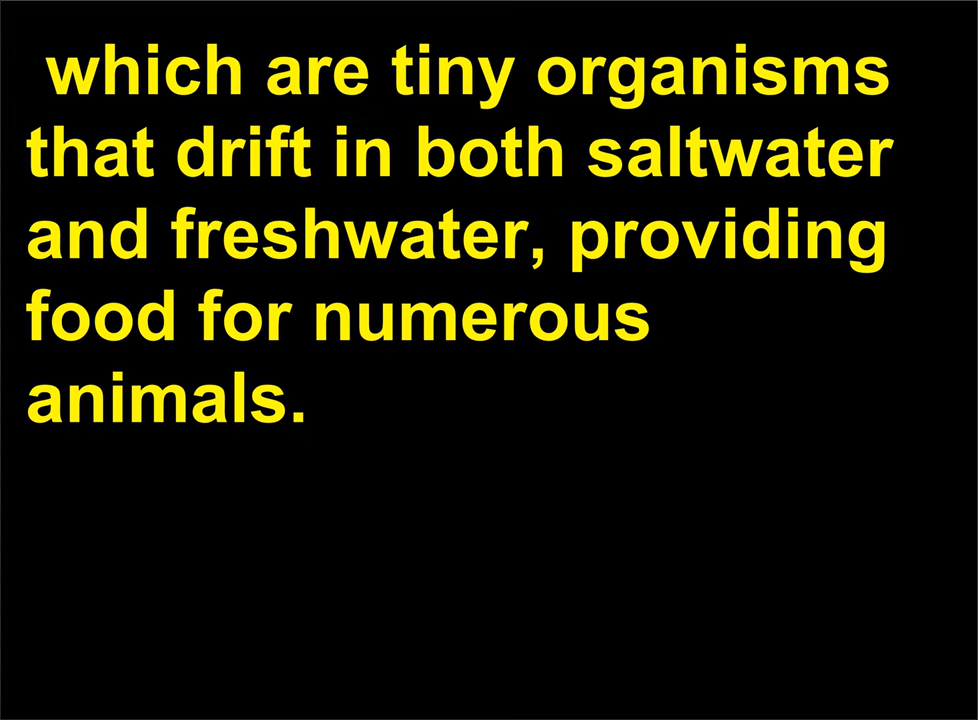 which are tiny organisms
that drift in both saltwater
and freshwater, providing
food for numerous
animals.